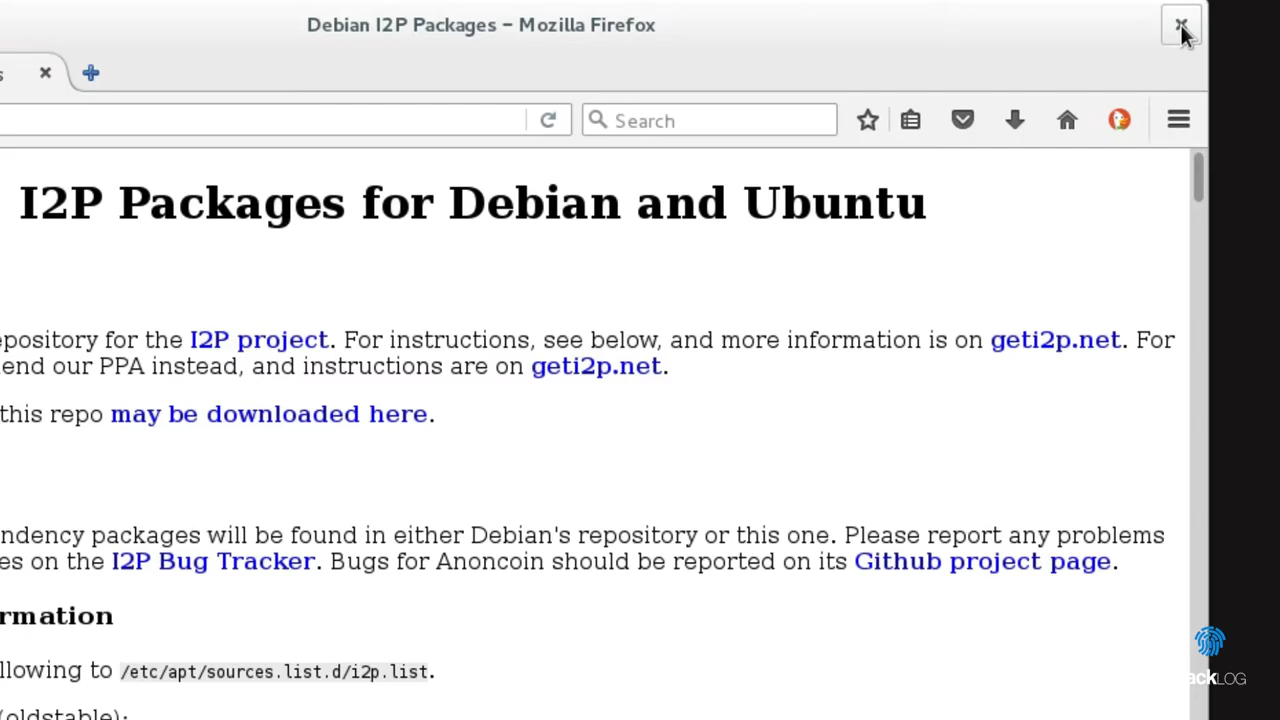 Debian I2P Packages – Mozilla Firefox
s
Search
I2P Packages for Debian and Ubuntu
epository for the I2P project. For instructions, see below, and more information is on geti2p.net. For
end our PPA instead, and instructions are on geti2p.net.
this repo may be downloaded here.
ndency packages will be found in either Debian's repository or this one. Please report any problems
es on the I2P Bug Tracker. Bugs for Anoncoin should be reported on its Github project page.
rmation
llowing to /etc/apt/sources.list.d/i2p.list.
(oldstable):
ackLOG